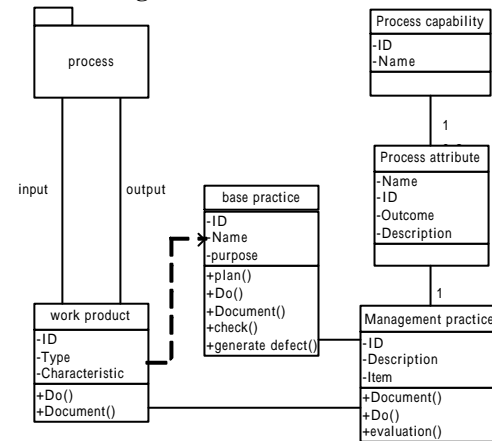 Process capability
-ID
-Name
process
1
Process attribute
-Name
-ID
-Outcome
-Description
input
output
base practice
-ID
-Name
-purpose
+plan()
+Do()
+Document()
+check()
+generate defect()
1
work product
-ID
-Type
-Characteristic
+Do()
+Document()
Management practice
-ID
-Description
-Item
+Document()
+Do()
+evaluation()